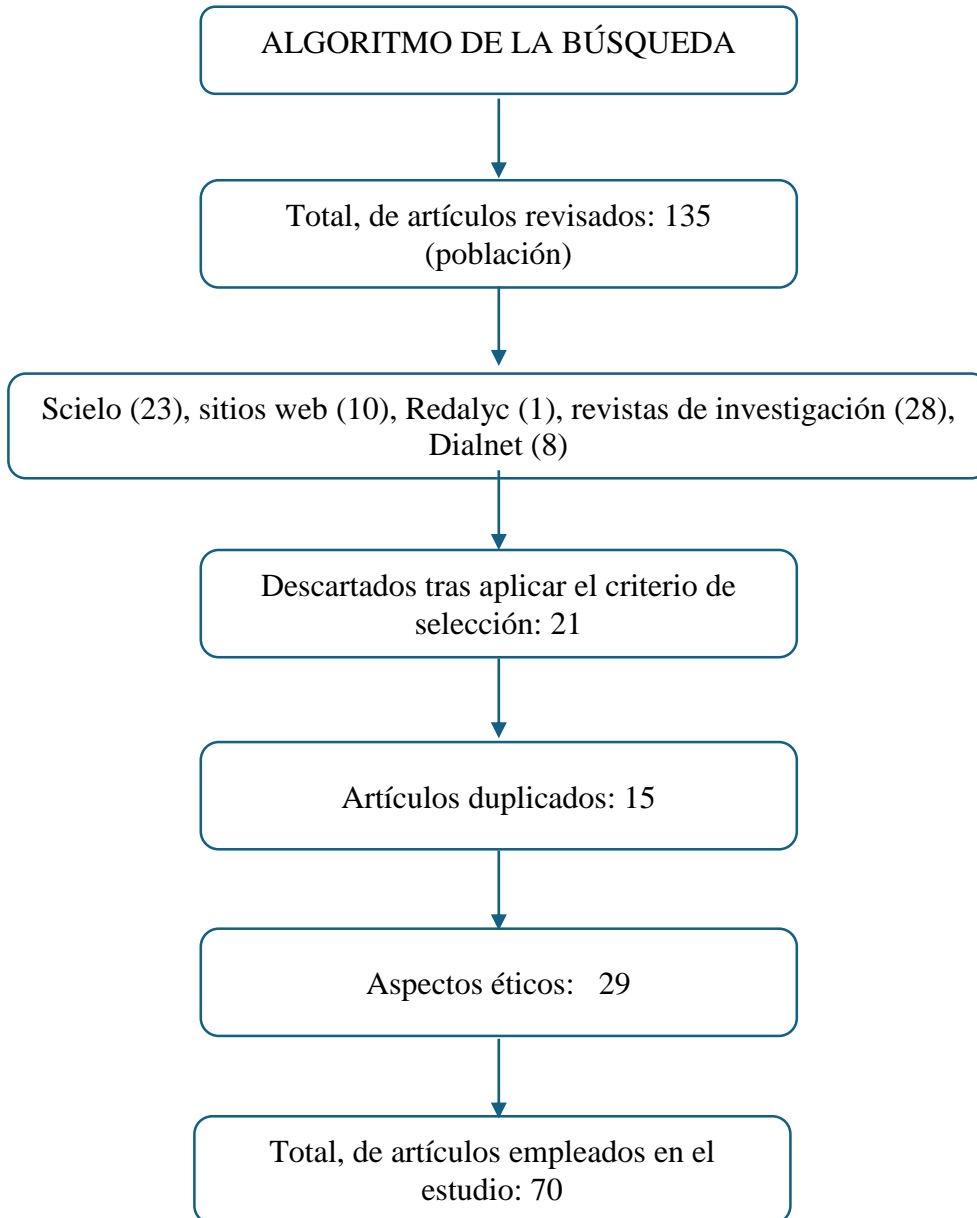 ALGORITMO DE LA BÚSQUEDA
Total, de artículos revisados: 135
(población)
Scielo (23), sitios web (10), Redalyc (1), revistas de investigación (28),
Dialnet (8)
Descartados tras aplicar el criterio de
selección: 21
Artículos duplicados: 15
Aspectos éticos:   29
Total, de artículos empleados en el
estudio: 70